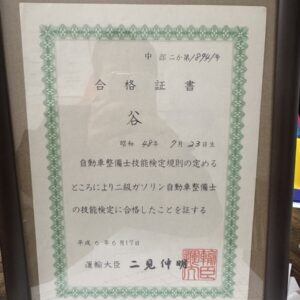 中部二か第18941号
合格証書
谷
昭和 48年 9月 23日生
自動車整備士技能検定規則の定める
ところにより二級ガソリン自動車整備士
の技能検定に合格したことを証する
平成6年6月17日
運輸大臣 二見伸明